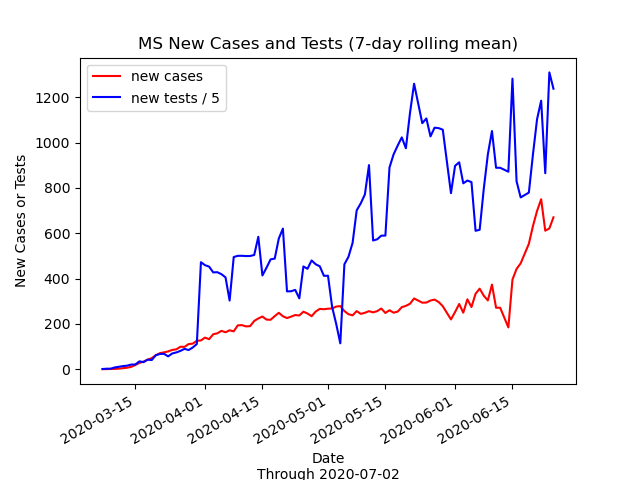 MS New Cases and Tests (7-day rolling mean)
new cases
new tests / 5
New Cases or Tests
1200
1000
800
600
400
200
0
2020-03-15
2020-04-01
2020-04-15
2020-05-01
2020-05-15
2020-06-01
2020-06-15
Date
Through 2020-07-02